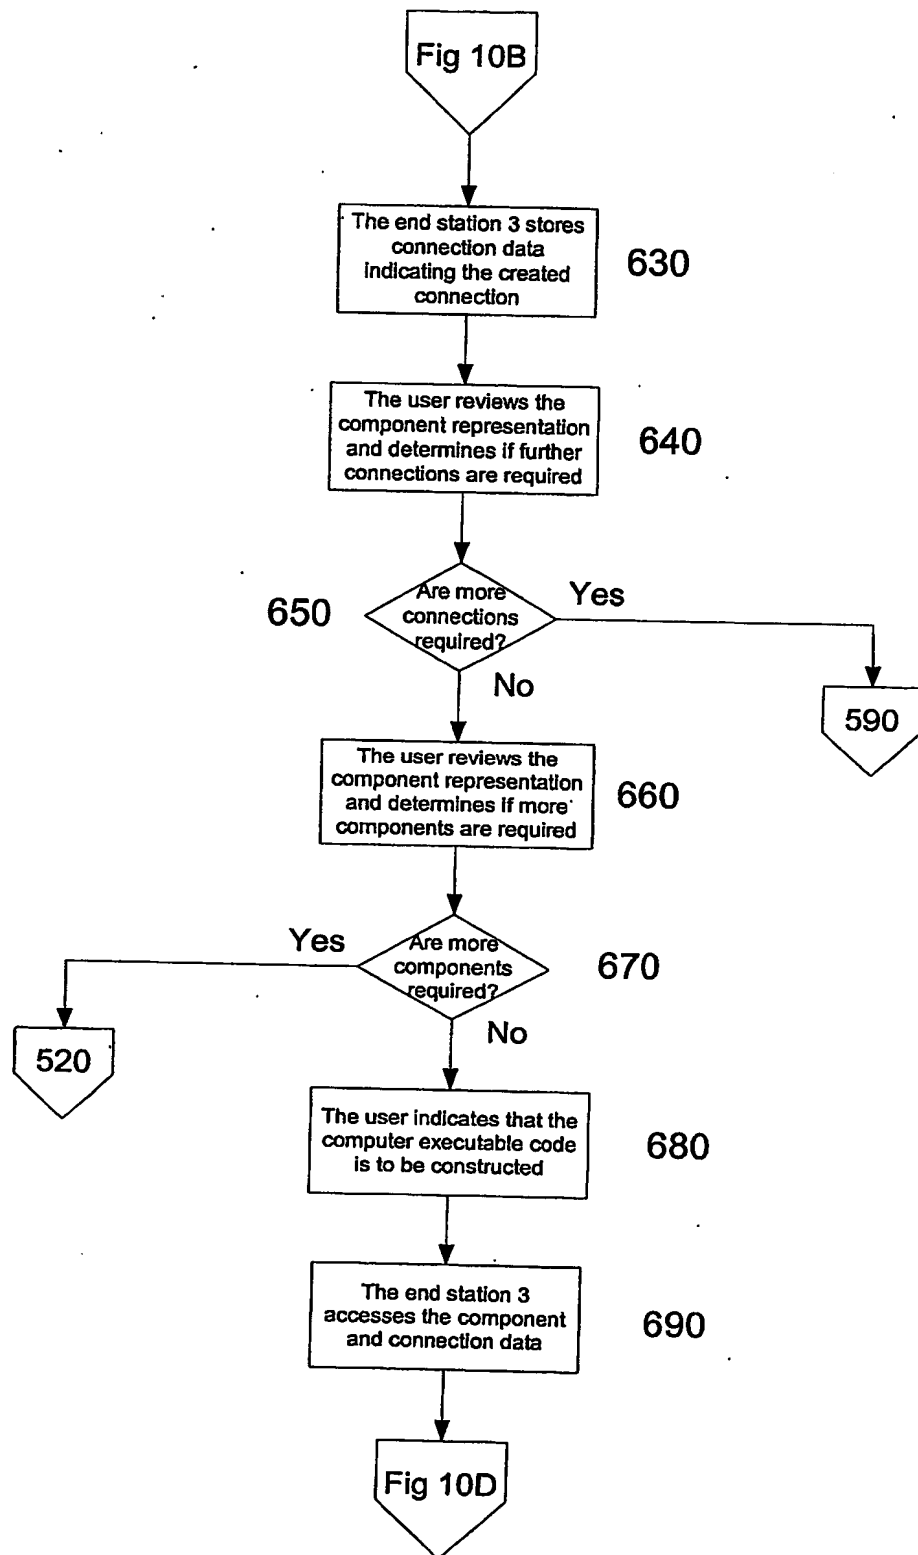 Fig 10B
The end station 3 stores
connection data
indicating the created
connection
630
The user reviews the
component representation
and determines if further
connections are required
640
650
Are more
connections
required?
Yes
No
590
The user reviews the
component representation
and determines if more
components are required
660
Yes
Are more
components
required?
670
No
520
The user indicates that the
computer executable code
is to be constructed
680
The end station 3
accesses the component
and connection data
690
Fig 10D